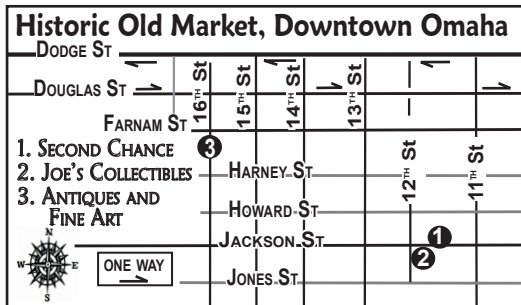 Historic Old Market, Downtown Omaha
DODGE ST
DOUGLAS ST
16TH St
15TH St
14TH St
13TH St
FARNAM ST
1. SECOND CHANCE
2. JOE'S COLLECTIBLES
3. ANTIQUES AND
FINE ART
3
HARNEY ST
12TH St
11TH St
HOWARD ST
JACKSON ST
1
2
JONES ST
N
W E
S
ONE WAY